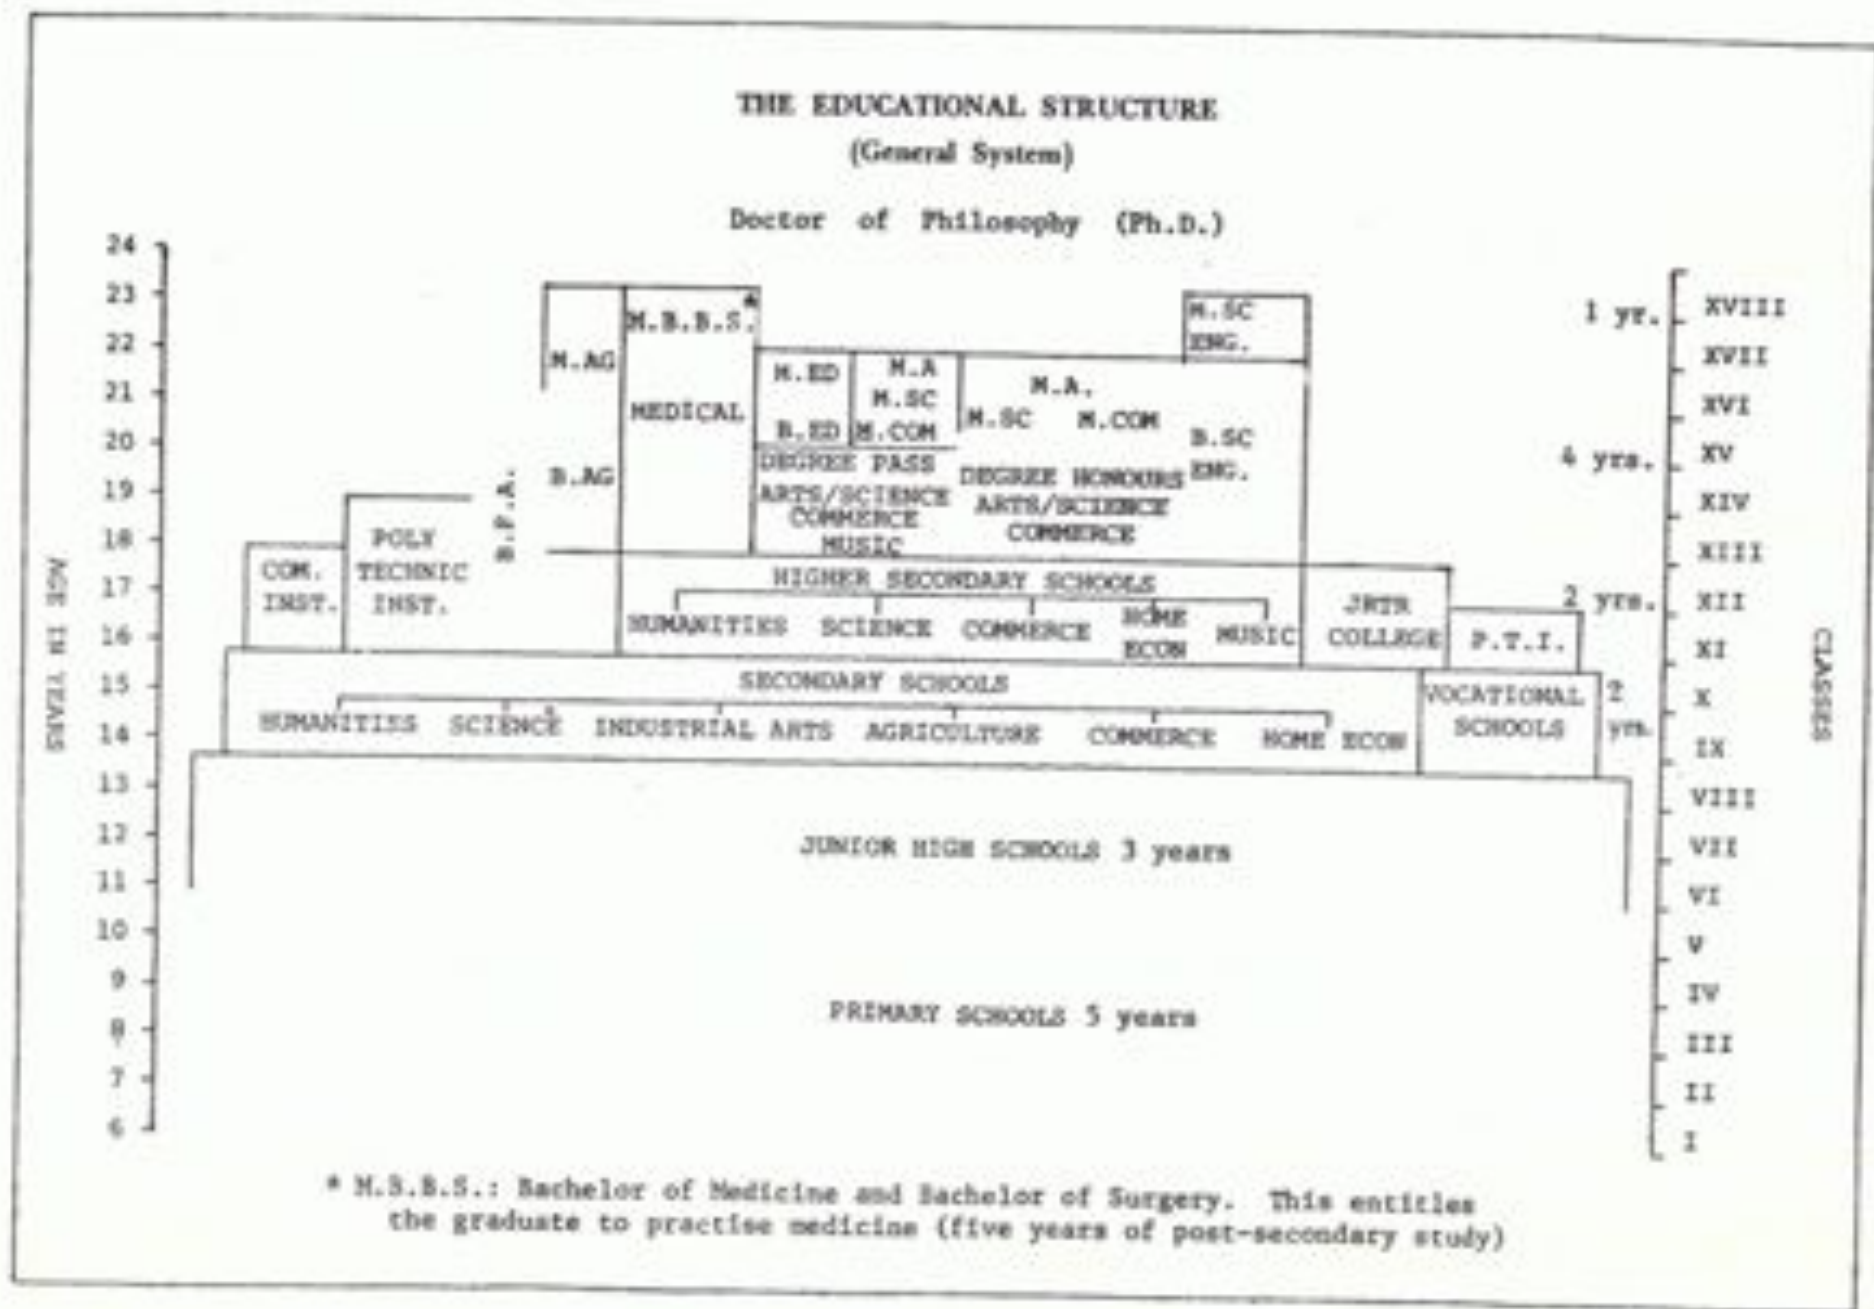 THE EDUCATIONAL STRUCTURE
(General System)
Doctor of Philosophy (Ph.D.)
24
23
22
21
20
19
18
17
16
15
14
13
12
11
10
9
8
7
6
AGE IN YEARS
M.AG
B.AG
M.B.B.S.*
MEDICAL
M.ED
B.ED
M.A
M.SC
M.COM
M.A.
M.SC M.COM
M.SC
ENG.
B.SC
ENG.
DEGREE PASS
ARTS/SCIENCE
COMMERCE
MUSIC
DEGREE HONOURS
ARTS/SCIENCE
COMMERCE
B.F.A.
POLY
TECHNIC
INST.
COM.
INST.
HIGHER SECONDARY SCHOOLS
HUMANITIES SCIENCE COMMERCE HOME ECON MUSIC
JRTR
COLLEGE
P.T.I.
SECONDARY SCHOOLS
HUMANITIES SCIENCE INDUSTRIAL ARTS AGRICULTURE COMMERCE HOME ECON
VOCATIONAL
SCHOOLS
JUNIOR HIGH SCHOOLS 3 years
PRIMARY SCHOOLS 5 years
1 yr.
4 yrs.
2 yrs.
2
yrs.
XVIII
XVII
XVI
XV
XIV
XIII
XII
XI
X
IX
VIII
VII
VI
V
IV
III
II
I
CLASSES
* M.B.B.S.: Bachelor of Medicine and Bachelor of Surgery. This entitles
the graduate to practise medicine (five years of post-secondary study)